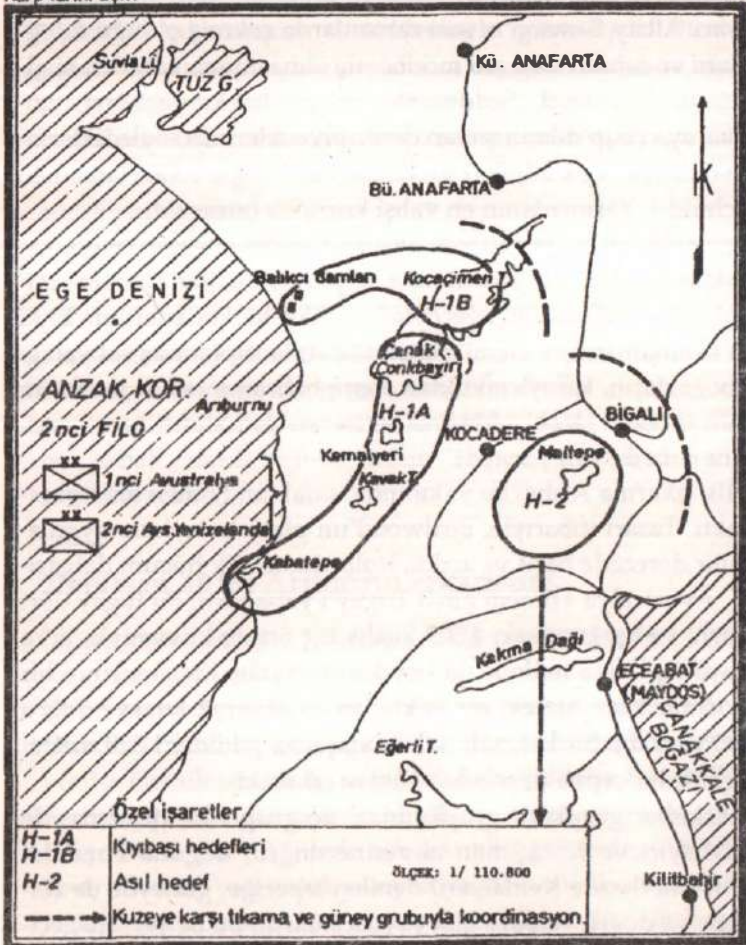 Suvla L.
TUZ G.
KÜ. ANAFARTA
Bü. ANAFARTA
K
EGE DENİZİ
Balıkcı damları
Kocaçimen T.
H-1B
Çanak
Conkbayırı
H-1A
ANZAK KOR
2nci FİLO
xx
1nci Avustralya
xx
2nci Avs. Yenizelanda
Arıburnu
Kemalyeri
Kavak T.
KOCADERE
BİGALI
Maltepe
H-2
Kabatepe
Kakma Dağı
ECEABAT
(MAYDOS)
ÇANAKKALE
BOĞAZI
Eğerli T.
Kilitbahir
Özel işaretler
H-1A
H-1B
Kıyıbaşı hedefleri
H-2
Asıl hedef
ÖLÇEK: 1/ 110.800
Kuzeye karşı tıkama ve güney grubuyla koordinasyon.